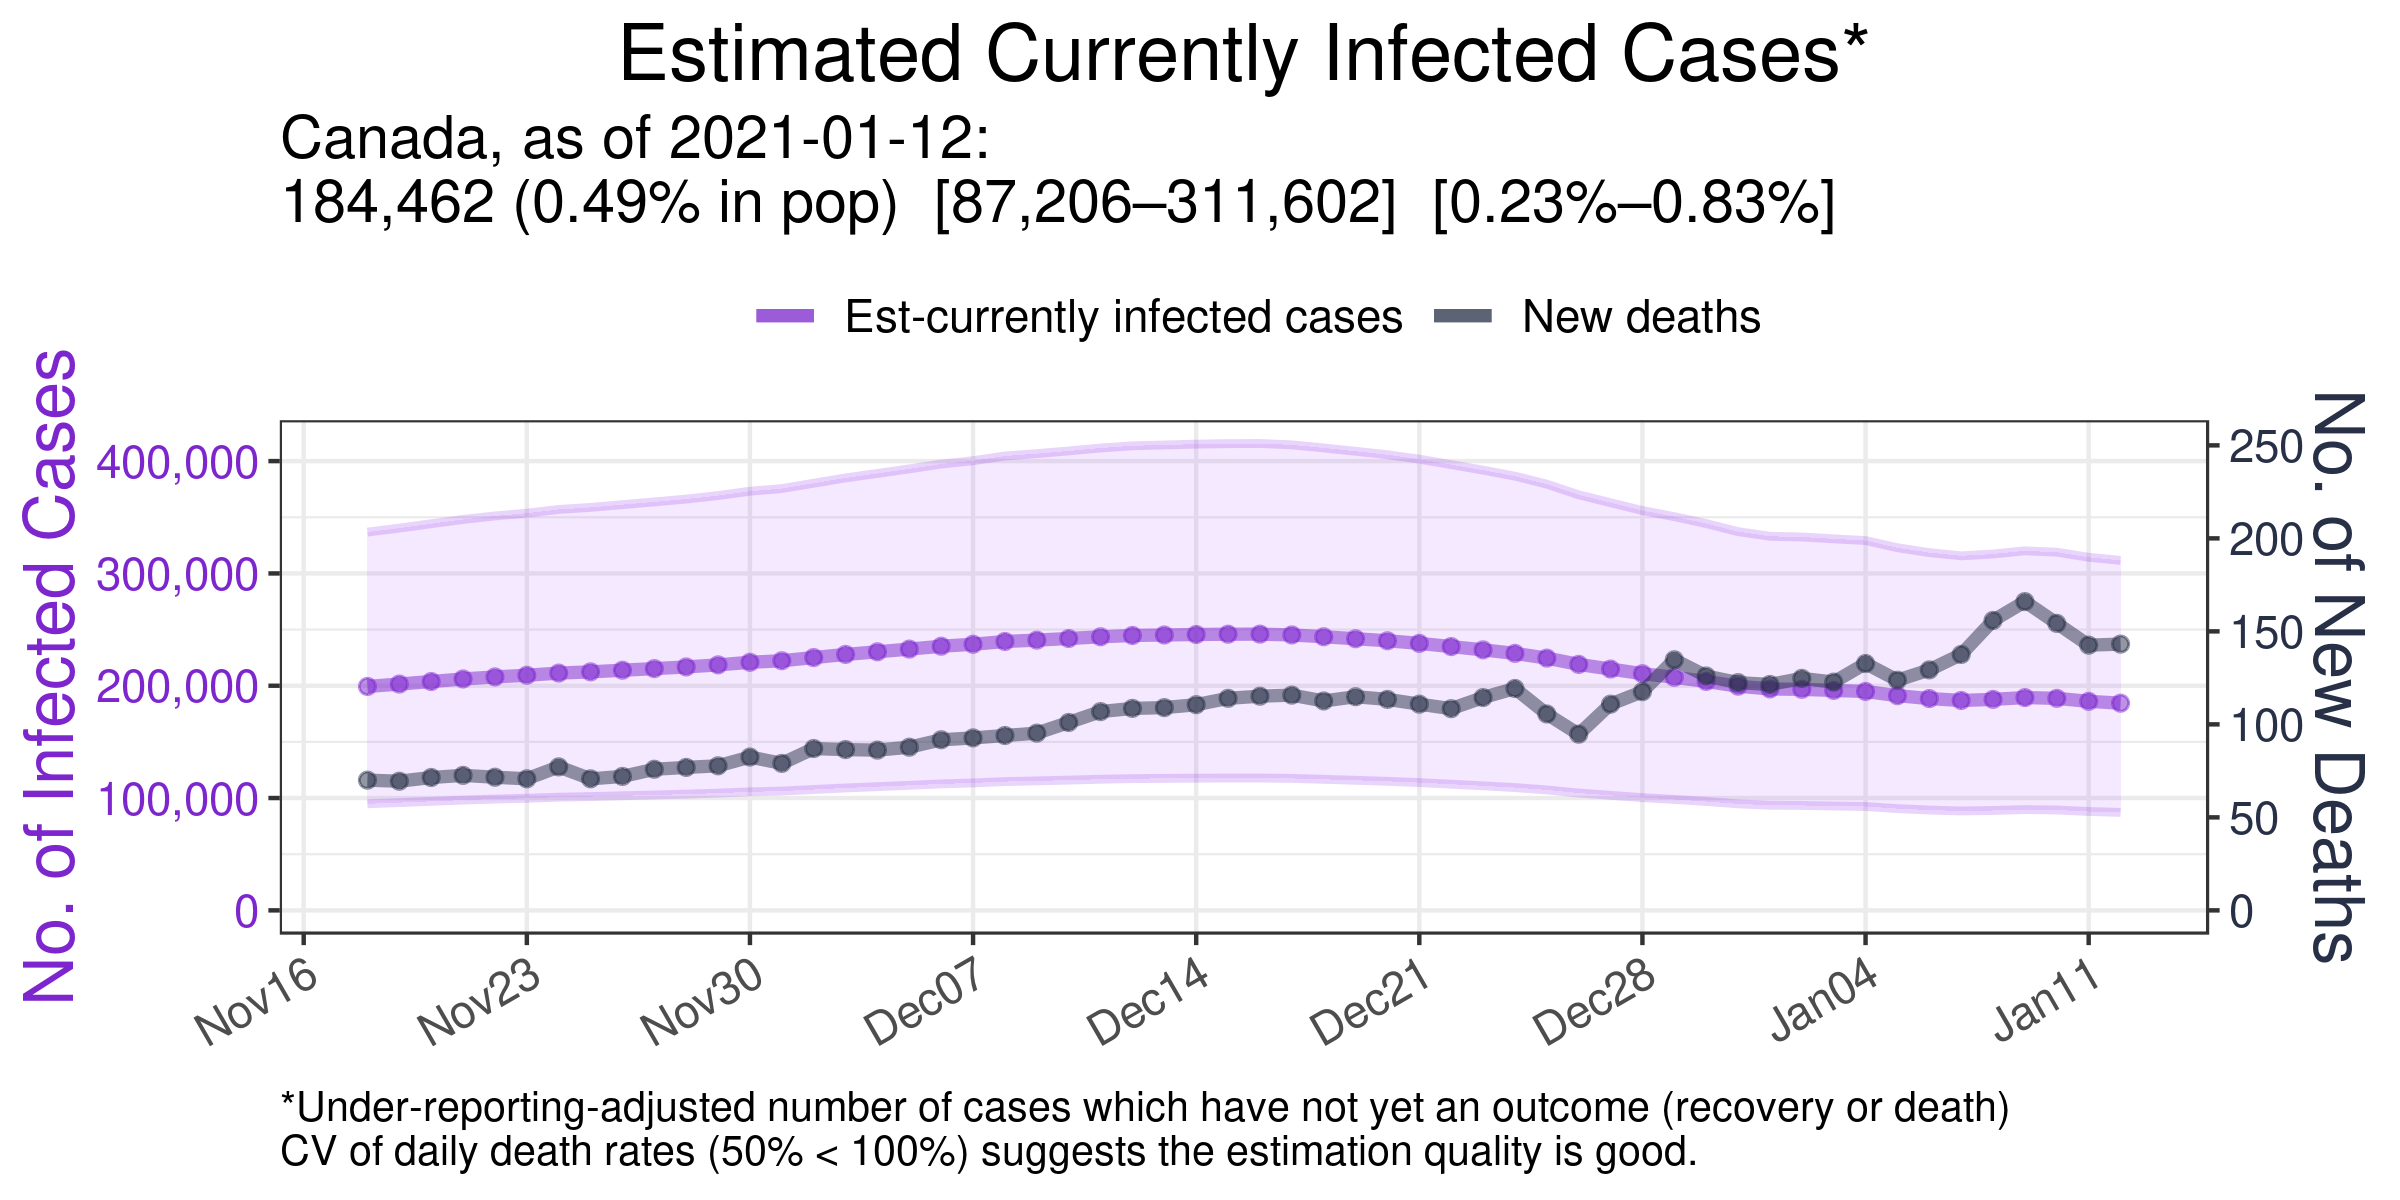 Estimated Currently Infected Cases*
Canada, as of 2021-01-12:
184,462 (0.49% in pop)  [87,206–311,602]  [0.23%–0.83%]
Est-currently infected cases
New deaths
No. of Infected Cases
400,000
300,000
200,000
100,000
0
250
200
150
100
50
0
No. of New Deaths
Nov16
Nov23
Nov30
Dec07
Dec14
Dec21
Dec28
Jan04
Jan11
*Under-reporting-adjusted number of cases which have not yet an outcome (recovery or death)
CV of daily death rates (50% < 100%) suggests the estimation quality is good.